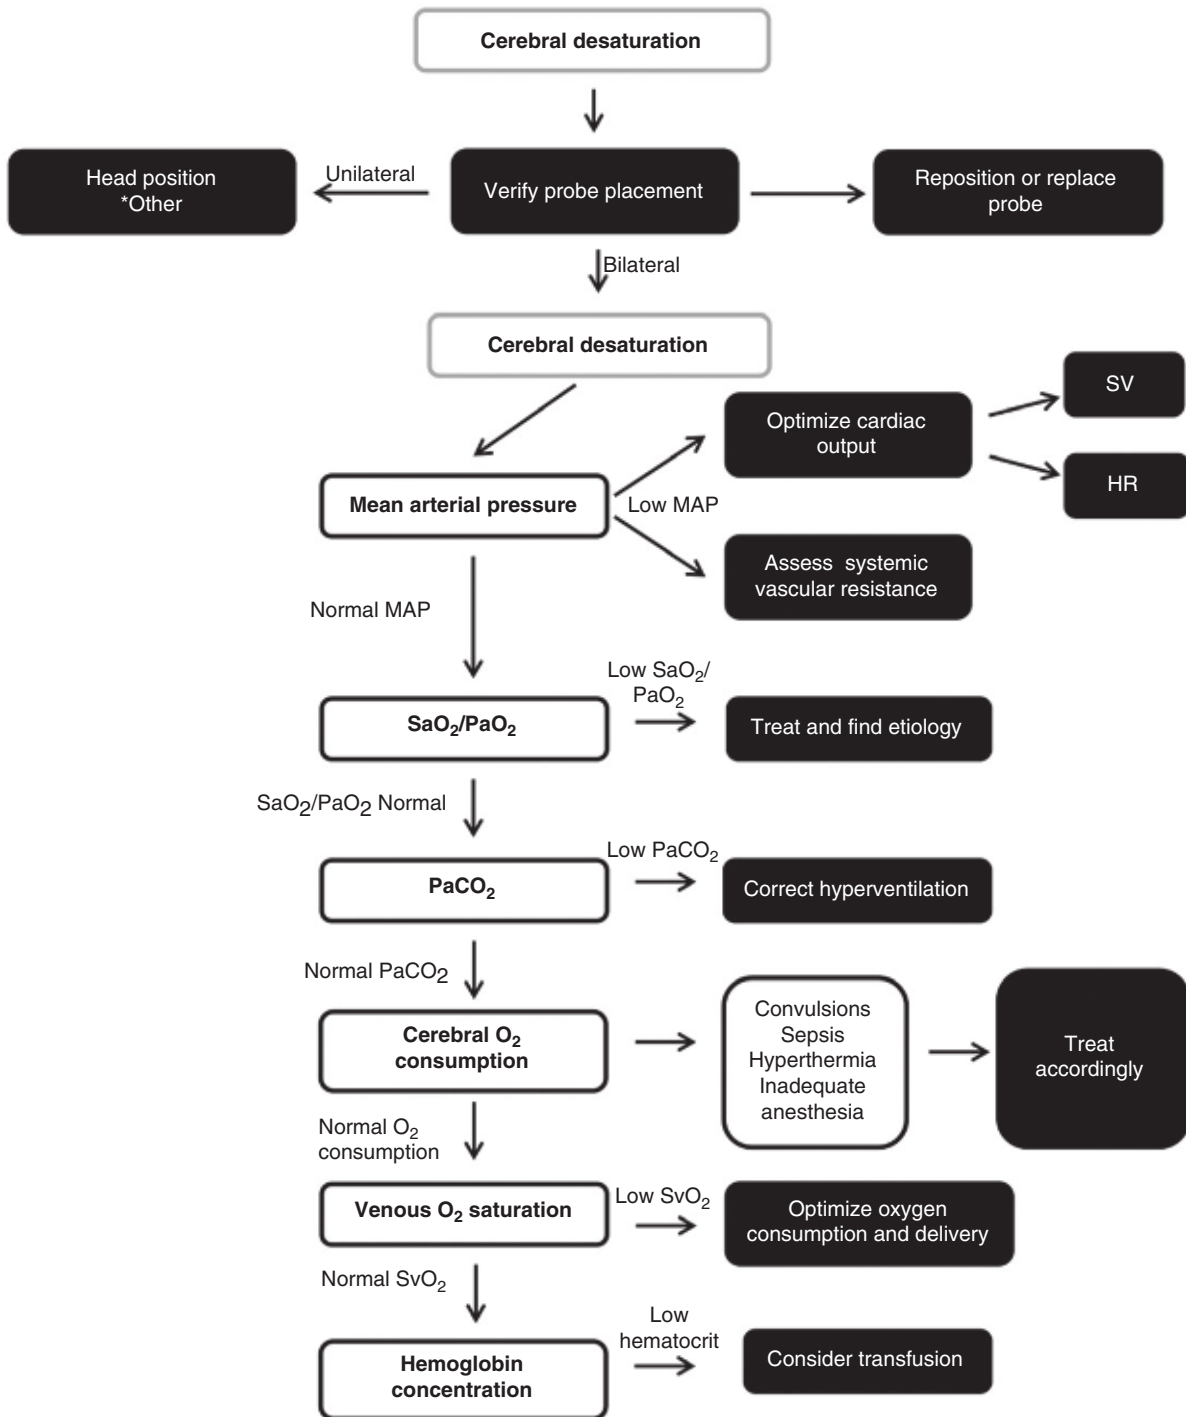 Cerebral desaturation
Unilateral
Head position
*Other
Verify probe placement
Reposition or replace
probe
Bilateral
Cerebral desaturation
SV
Optimize cardiac
output
HR
Mean arterial pressure
Low MAP
Assess systemic
vascular resistance
Normal MAP
Low SaO₂/
PaO₂
SaO₂/PaO₂
Treat and find etiology
SaO₂/PaO₂ Normal
Low PaCO₂
PaCO₂
Correct hyperventilation
Normal PaCO₂
Cerebral O₂
consumption
Convulsions
Sepsis
Hyperthermia
Inadequate
anesthesia
Treat
accordingly
Normal O₂
consumption
Venous O₂ saturation
Low SvO₂
Optimize oxygen
consumption and delivery
Normal SvO₂
Low
hematocrit
Hemoglobin
concentration
Consider transfusion